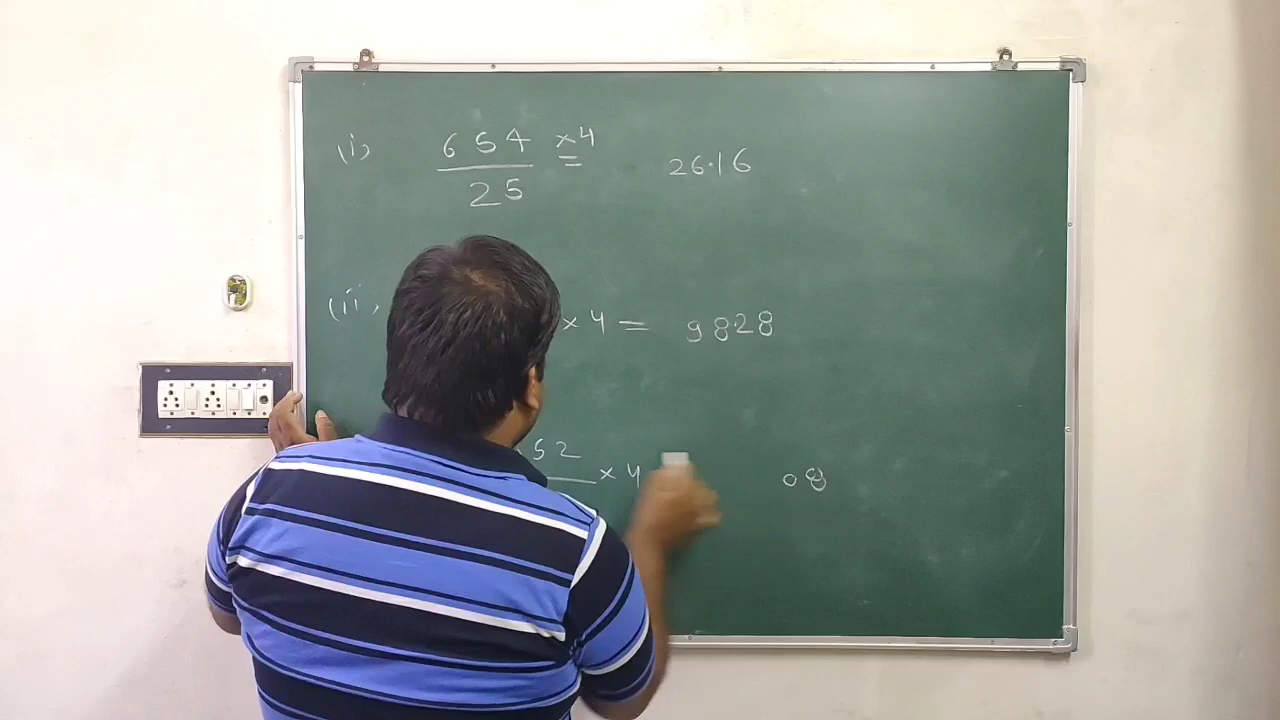 (i) 654/25 ×4 = 26.16
(ii) ×4 = 9828
52 ×4 08